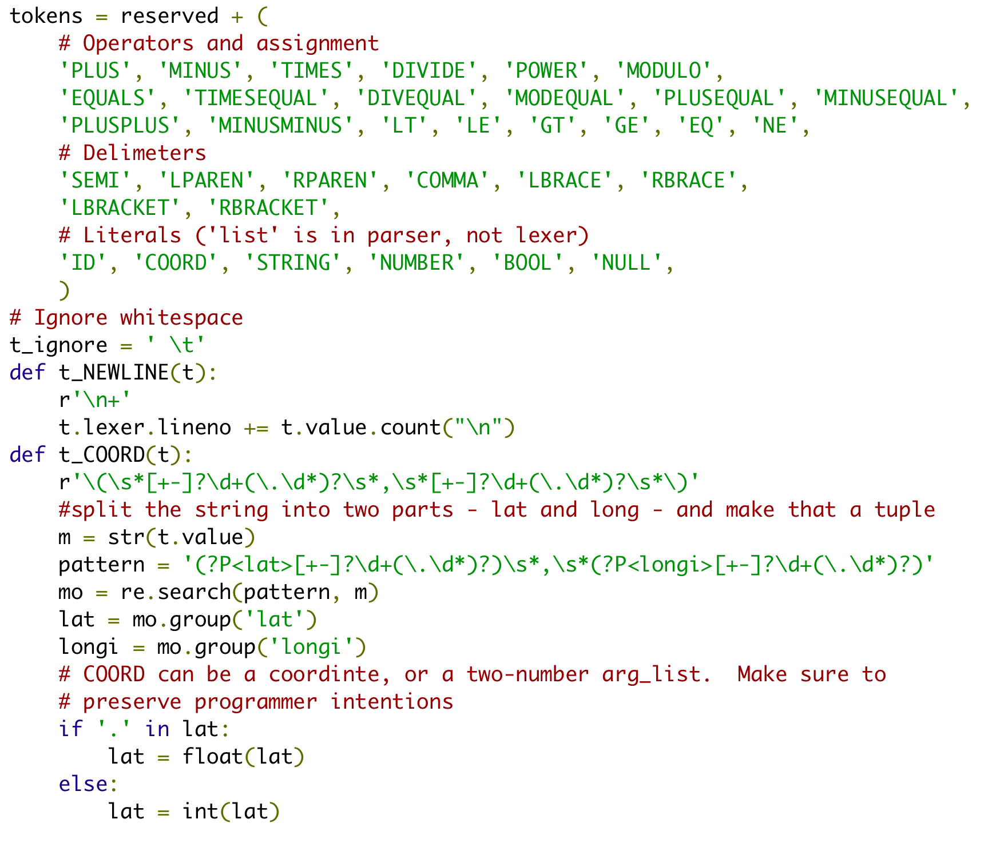 tokens = reserved + (
    # Operators and assignment
    'PLUS', 'MINUS', 'TIMES', 'DIVIDE', 'POWER', 'MODULO',
    'EQUALS', 'TIMESEQUAL', 'DIVEQUAL', 'MODEQUAL', 'PLUSEQUAL', 'MINUSEQUAL',
    'PLUSPLUS', 'MINUSMINUS', 'LT', 'LE', 'GT', 'GE', 'EQ', 'NE',
    # Delimeters
    'SEMI', 'LPAREN', 'RPAREN', 'COMMA', 'LBRACE', 'RBRACE',
    'LBRACKET', 'RBRACKET',
    # Literals ('list' is in parser, not lexer)
    'ID', 'COORD', 'STRING', 'NUMBER', 'BOOL', 'NULL',
    )
# Ignore whitespace
t_ignore = ' \t'
def t_NEWLINE(t):
    r'\n+'
    t.lexer.lineno += t.value.count("\n")
def t_COORD(t):
    r'\(\s*[+-]?\d+(\.\d*)?\s*,\s*[+-]?\d+(\.\d*)?\s*\)'
    #split the string into two parts - lat and long - and make that a tuple
    m = str(t.value)
    pattern = '(?P<lat>[+-]?\d+(\.\d*)?)\s*,\s*(?P<longi>[+-]?\d+(\.\d*)?)'
    mo = re.search(pattern, m)
    lat = mo.group('lat')
    longi = mo.group('longi')
    # COORD can be a coordinte, or a two-number arg_list.  Make sure to
    # preserve programmer intentions
    if '.' in lat:
        lat = float(lat)
    else:
        lat = int(lat)